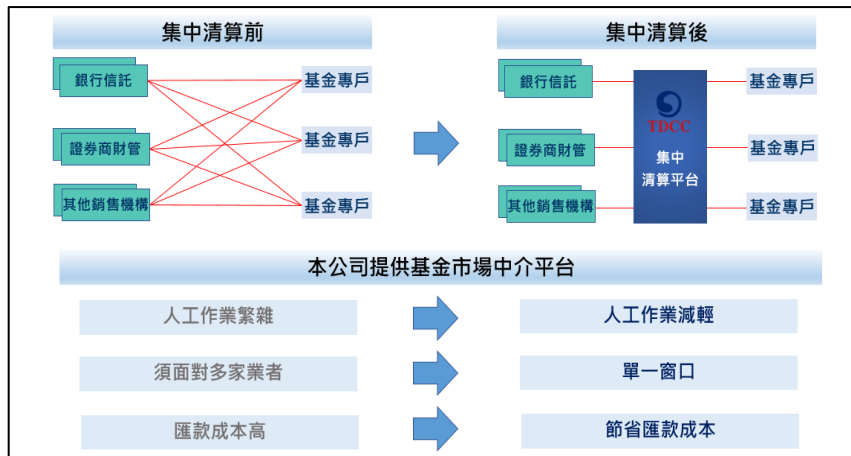 集中清算前
集中清算後
銀行信託
基金專戶
銀行信託
基金專戶
TDCC
集中
清算平台
證券商財管
基金專戶
證券商財管
基金專戶
其他銷售機構
基金專戶
其他銷售機構
基金專戶
本公司提供基金市場中介平台
人工作業繁雜
人工作業減輕
須面對多家業者
單一窗口
匯款成本高
節省匯款成本